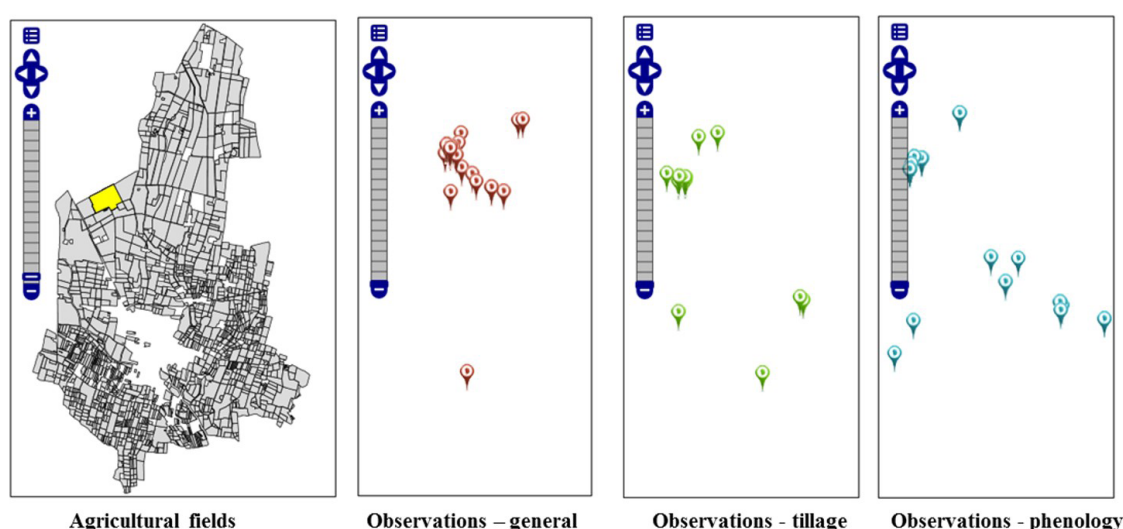 Agricultural fields
Observations – general
Observations - tillage
Observations - phenology